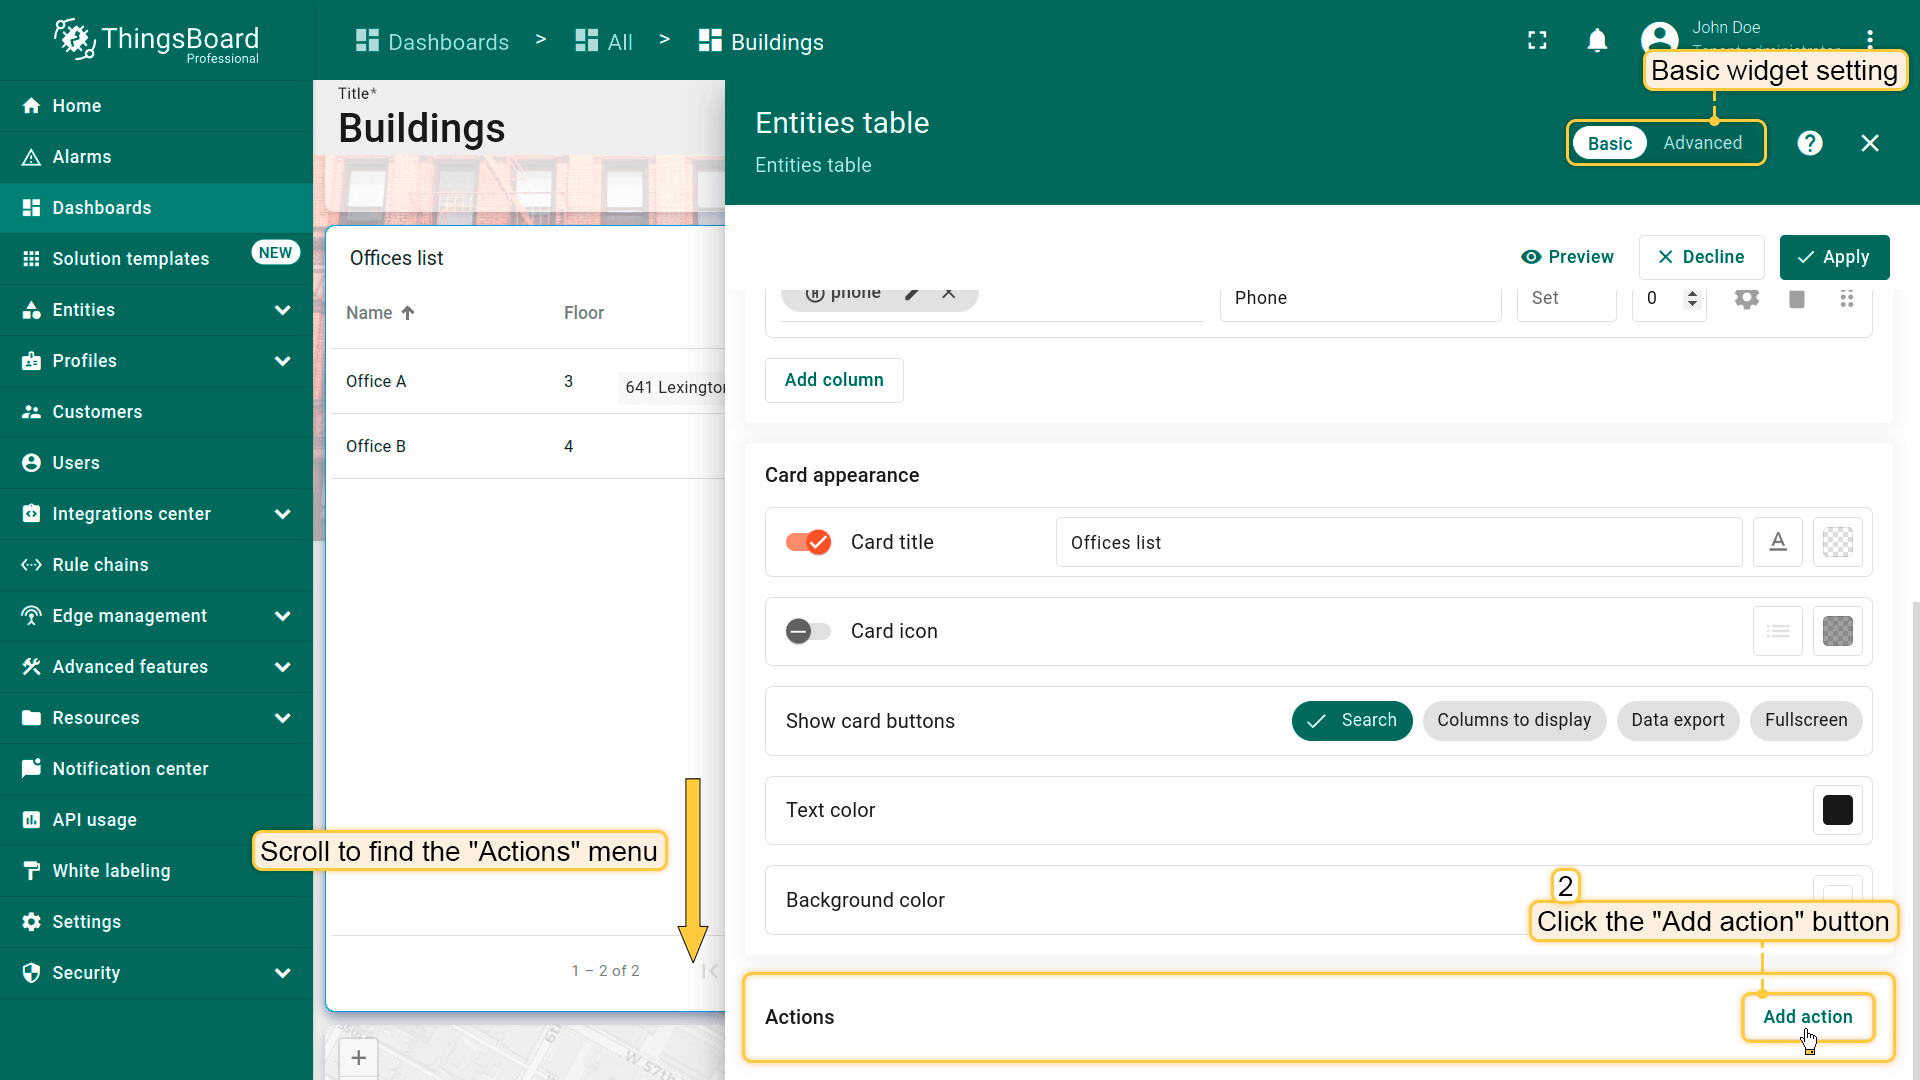 ThingsBoard
Professional
Dashboards > All > Buildings
John Doe
Tenant administrator
Basic widget setting
Home
Alarms
Dashboards
Solution templates NEW
Entities
Profiles
Customers
Users
Integrations center
Rule chains
Edge management
Advanced features
Resources
Notification center
API usage
White labeling
Settings
Security
Title*
Buildings
Offices list
Name Floor
Office A 3 641 Lexington
Office B 4
Scroll to find the "Actions" menu
1 – 2 of 2
+
6th
W 57th
Entities table
Entities table
Basic Advanced
?
Preview Decline Apply
phone Phone Set 0
Add column
Card appearance
Card title Offices list
Card icon
Show card buttons Search Columns to display Data export Fullscreen
Text color
Background color
2
Click the "Add action" button
Actions Add action